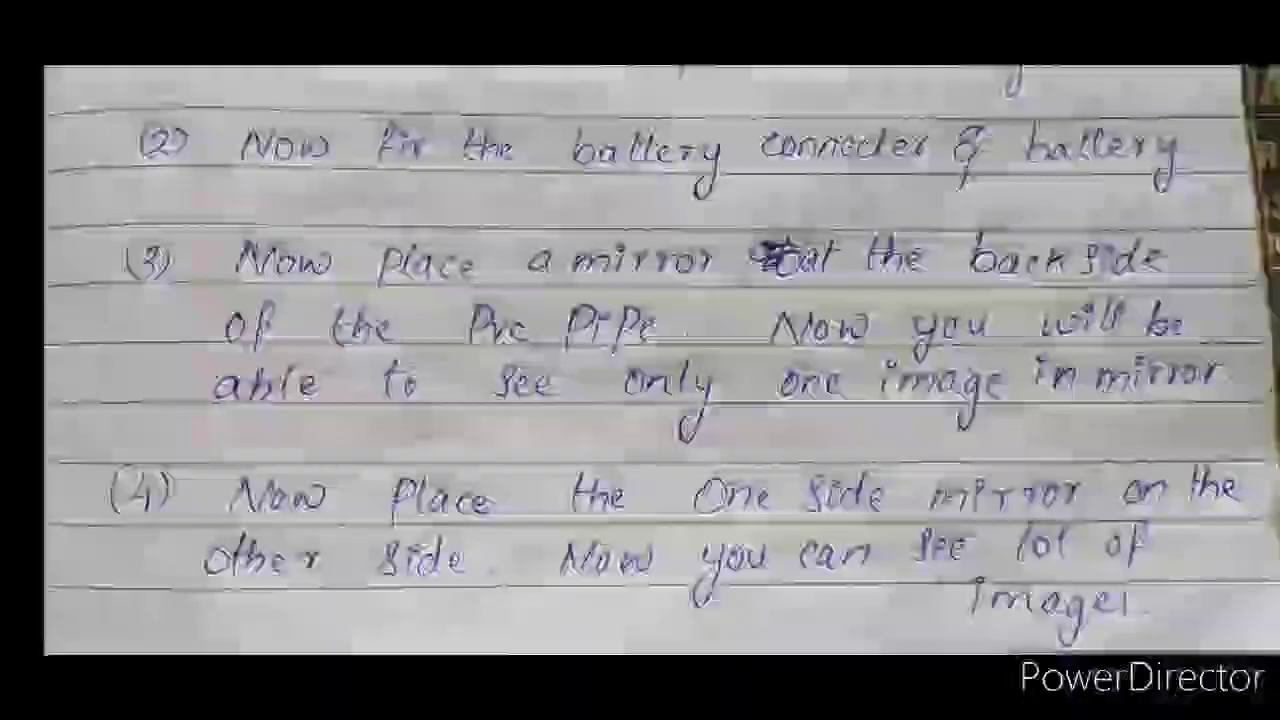 (2) Now fix the battery connecter & battery
(3) Now place a mirror at the back side
of the Pvc Pipe. Now you will be
able to see only one image in mirror
(4) Now Place the One side mirror on the
other side. Now you can see lot of
images.
PowerDirector